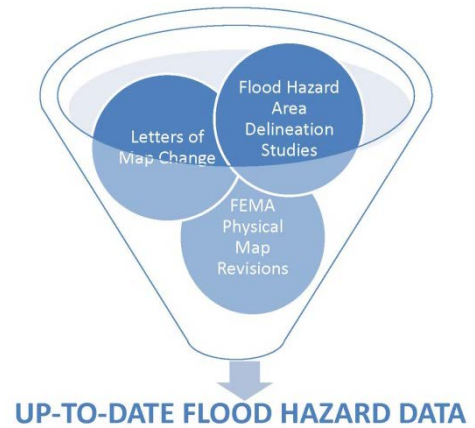 Flood Hazard
Area
Delineation
Studies
Letters of
Map Change
FEMA
Physical
Map
Revisions
UP-TO-DATE FLOOD HAZARD DATA